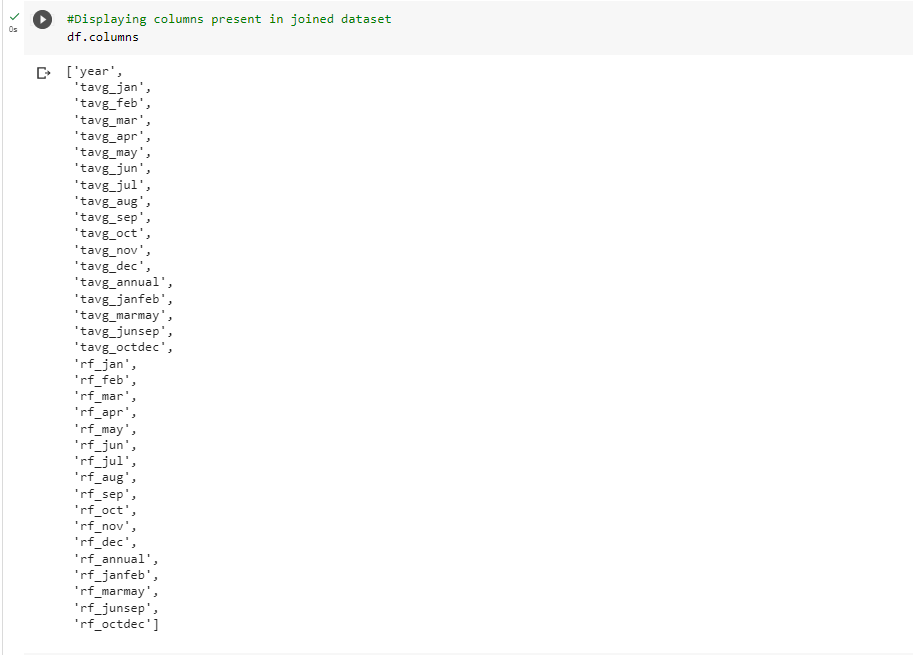 #Displaying columns present in joined dataset
0s
df.columns
['year',
'tavg_jan',
'tavg_feb',
'tavg_mar',
'tavg_apr',
'tavg_may',
'tavg_jun',
'tavg_jul',
'tavg_aug',
'tavg_sep',
'tavg_oct',
'tavg_nov',
'tavg_dec',
'tavg_annual',
'tavg_janfeb',
'tavg_marmay',
'tavg_junsep',
'tavg_octdec',
'rf_jan',
'rf_feb',
'rf_mar',
'rf_apr',
'rf_may',
'rf_jun',
'rf_jul',
'rf_aug',
'rf_sep',
'rf_oct',
'rf_nov',
'rf_dec',
'rf_annual',
'rf_janfeb',
'rf_marmay',
'rf_junsep',
'rf_octdec']